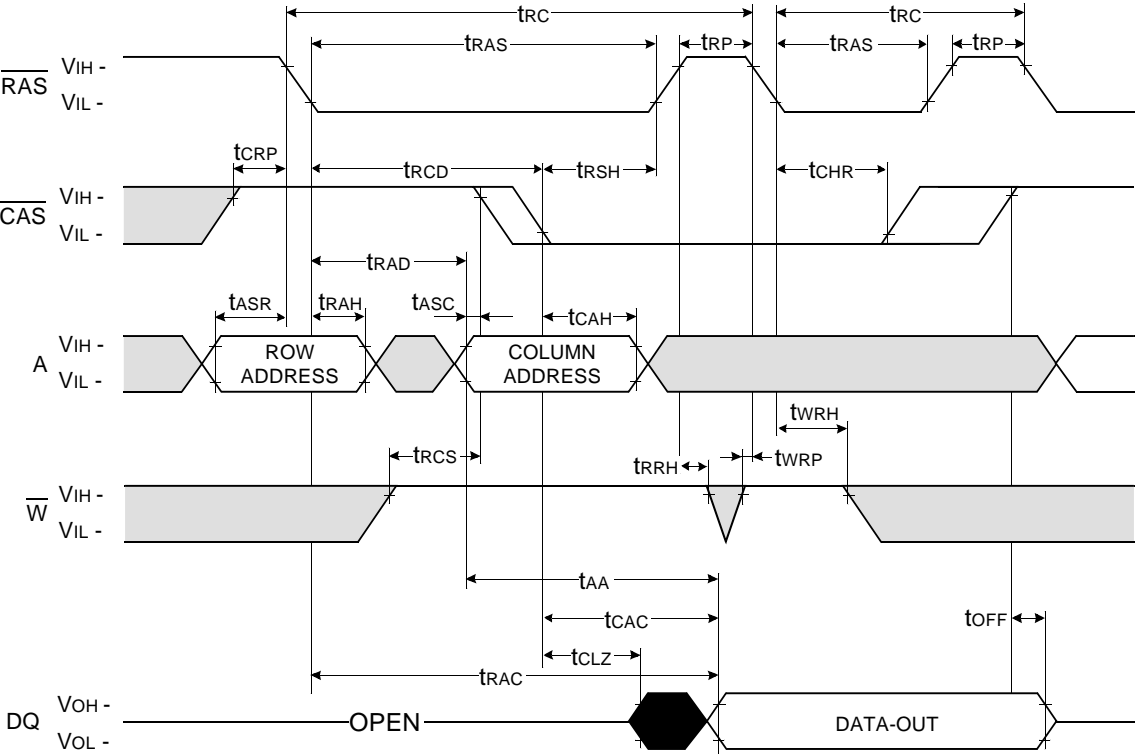 tRC tRC
tRAS tRP tRAS tRP
RAS VIH -
VIL -
tCRP tRCD tRSH tCHR
CAS VIH -
VIL -
tRAD
tASR tRAH tASC tCAH
A VIH -
VIL -
ROW
ADDRESS
COLUMN
ADDRESS
tWRH
tRCS tRRH tWRP
W VIH -
VIL -
tAA
tCAC tOFF
tCLZ
tRAC
DQ VOH -
VOL -
OPEN DATA-OUT